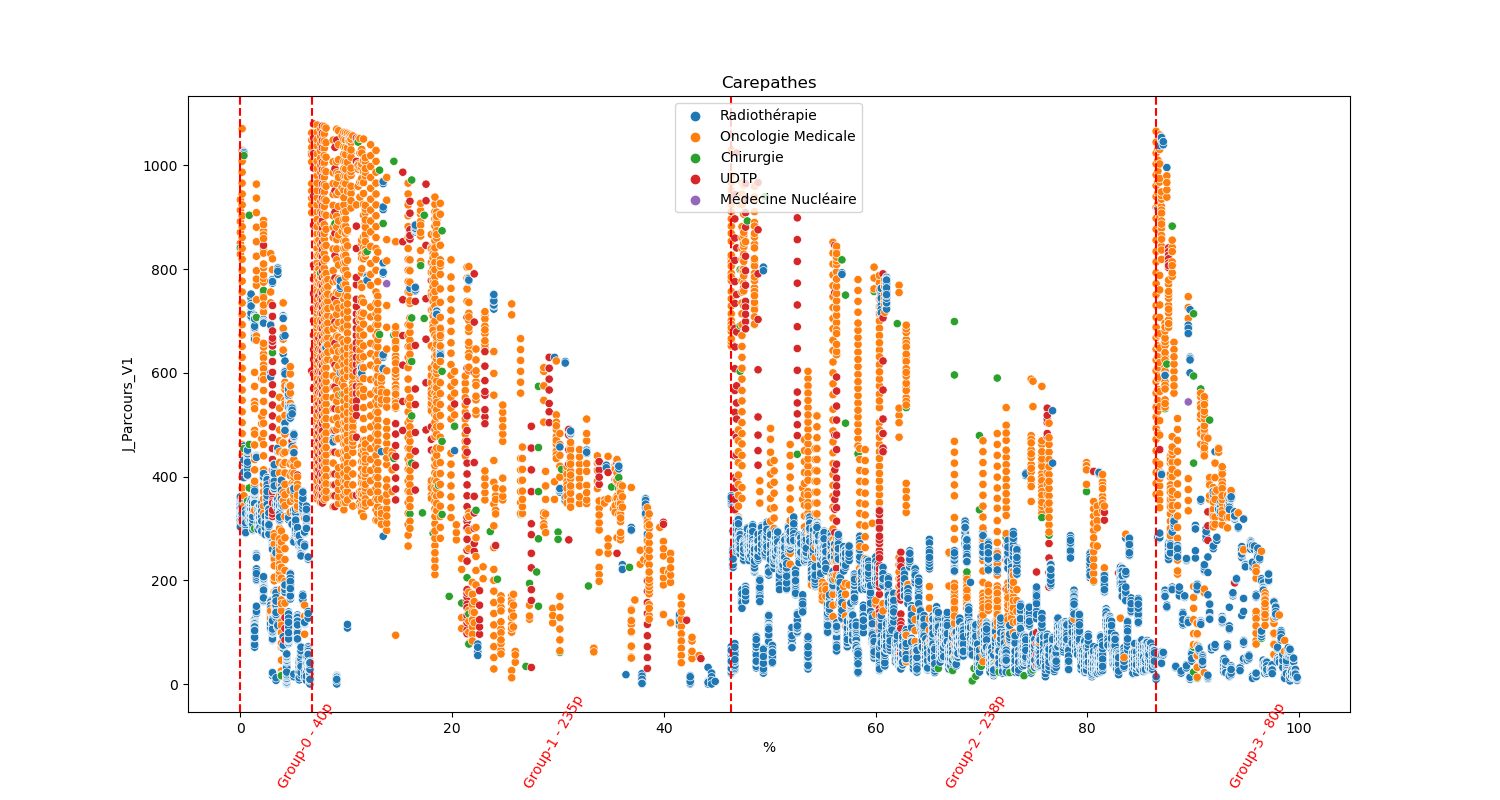 Carepathes
Radiothérapie
Oncologie Medicale
Chirurgie
UDTP
Médecine Nucléaire
J_Parcours_V1
1000
800
600
400
200
0
0
20
40
60
80
100
%
Group-0 - 40p
Group-1 - 235p
Group-2 - 238p
Group-3 - 80p